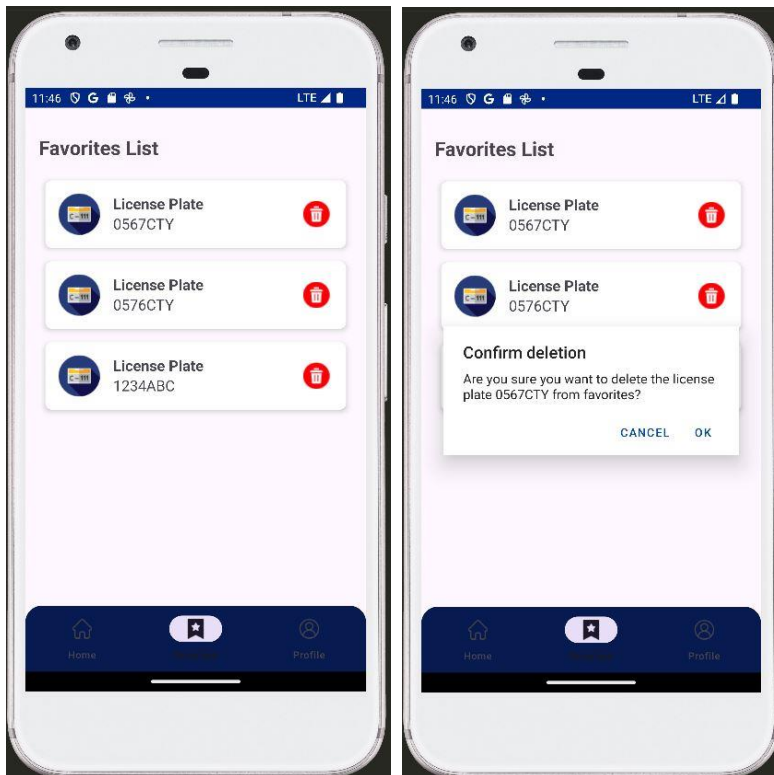 11:46 G LTE
Favorites List
License Plate
0567CTY
License Plate
0576CTY
License Plate
1234ABC
Home
Profile
11:46 G LTE
Favorites List
License Plate
0567CTY
License Plate
0576CTY
Confirm deletion
Are you sure you want to delete the license
plate 0567CTY from favorites?
CANCEL OK
Home
Profile